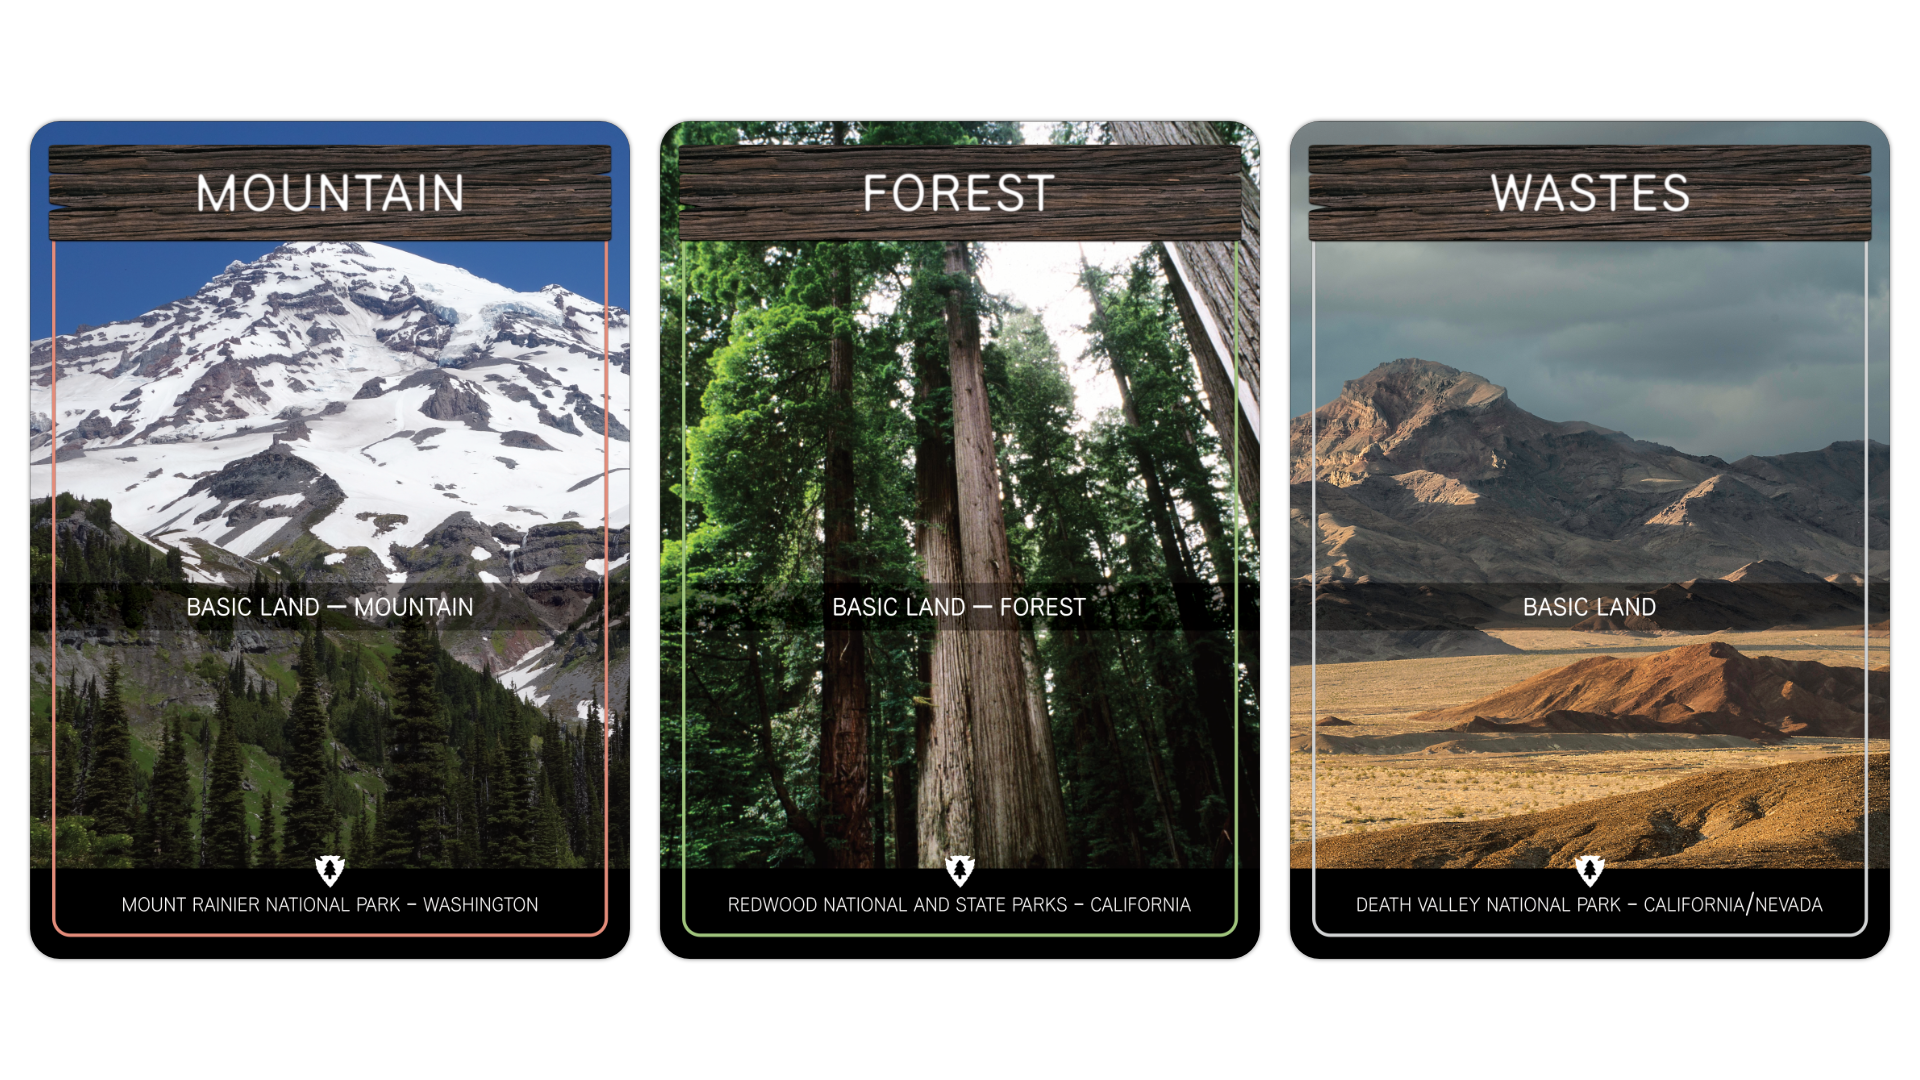 MOUNTAIN
BASIC LAND — MOUNTAIN
MOUNT RAINIER NATIONAL PARK – WASHINGTON
FOREST
BASIC LAND — FOREST
REDWOOD NATIONAL AND STATE PARKS – CALIFORNIA
WASTES
BASIC LAND
DEATH VALLEY NATIONAL PARK – CALIFORNIA/NEVADA